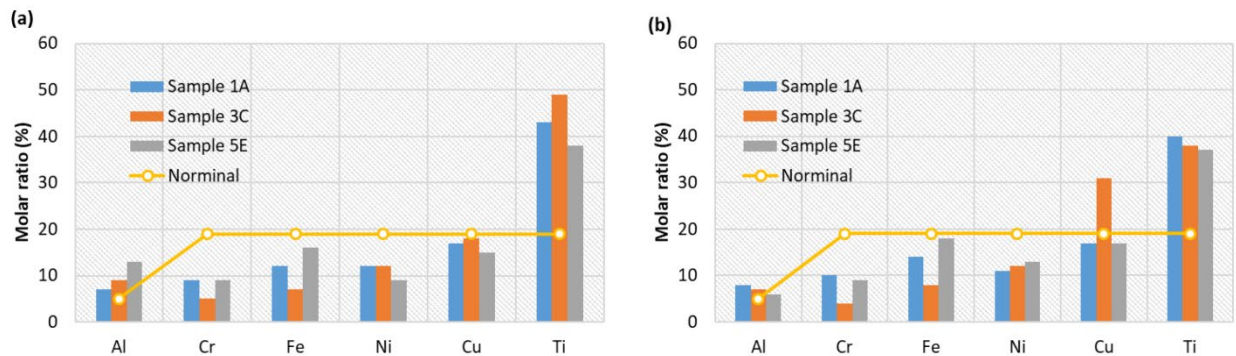 (a)
Molar ratio (%)
60
50
40
30
20
10
0
Sample 1A
Sample 3C
Sample 5E
Norminal
Al Cr Fe Ni Cu Ti
(b)
Molar ratio (%)
60
50
40
30
20
10
0
Sample 1A
Sample 3C
Sample 5E
Norminal
Al Cr Fe Ni Cu Ti